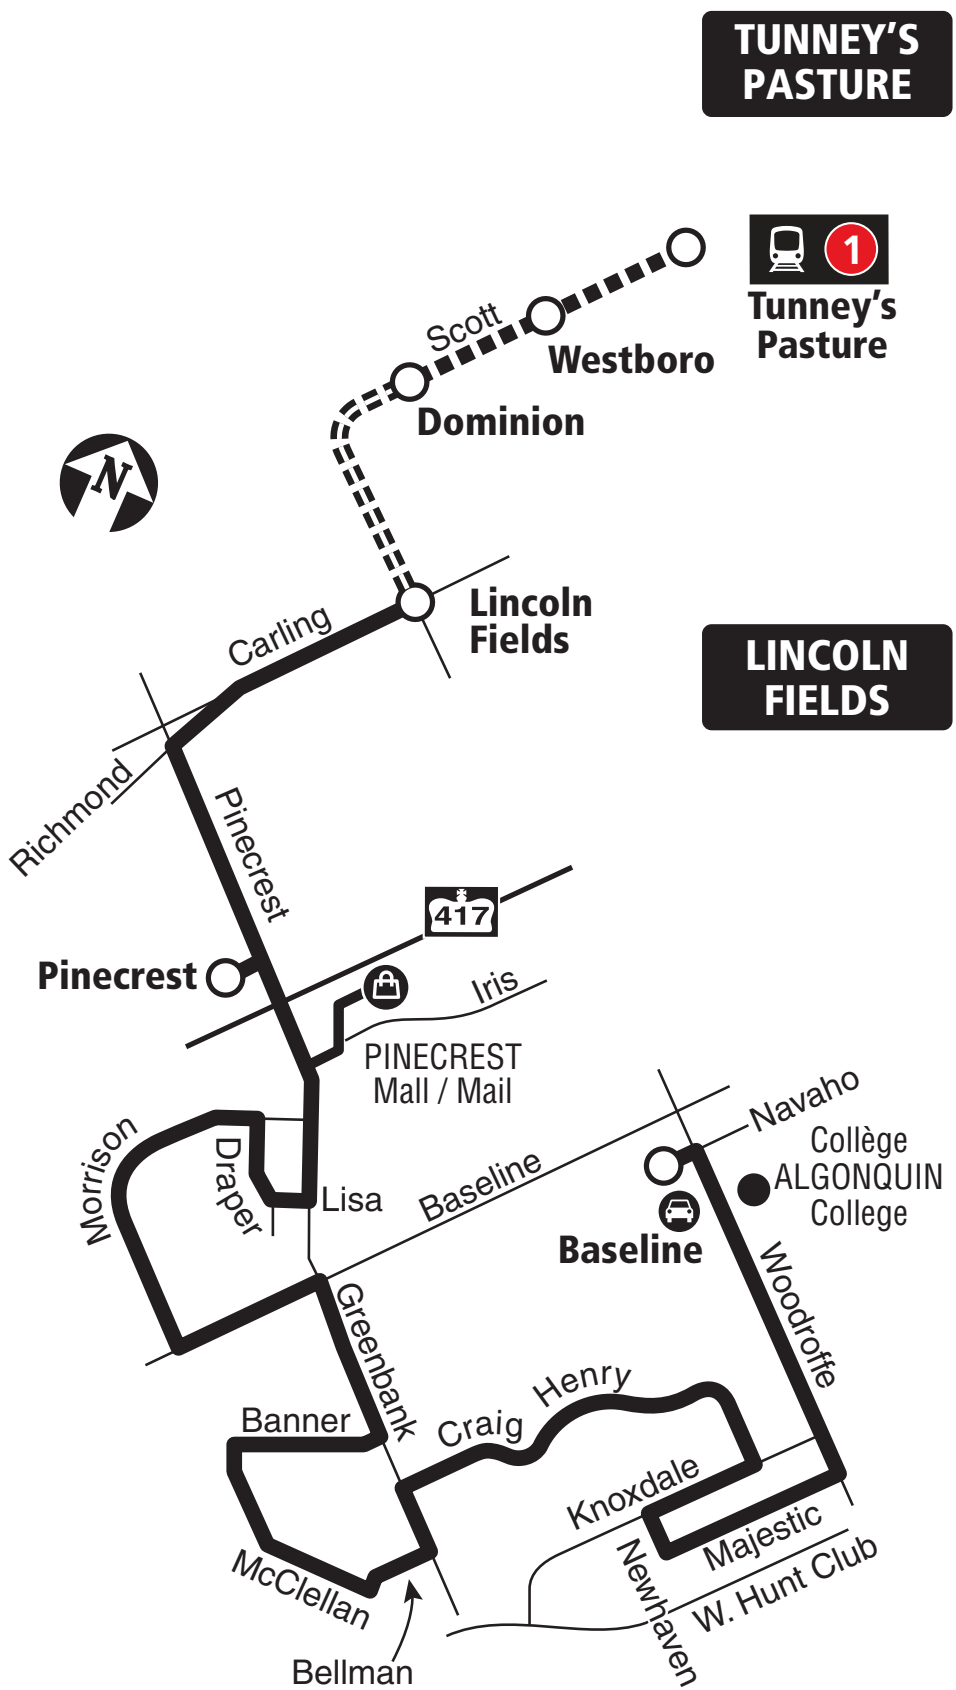 TUNNEY'S
PASTURE
1
Tunney's
Pasture
Scott
Westboro
Dominion
N
Lincoln
Fields
Carling
LINCOLN
FIELDS
Richmond
Pinecrest
417
Pinecrest
Iris
PINECREST
Mall / Mail
Navaho
Morrison
Draper
Lisa
Baseline
Collège
ALGONQUIN
College
Baseline
Woodroffe
Greenbank
Henry
Banner
Craig
Knoxdale
Majestic
McClellan
Newhaven
W. Hunt Club
Bellman